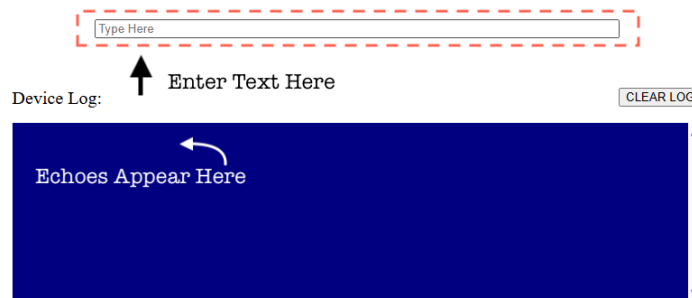 Type Here
Enter Text Here
Device Log:
CLEAR LOG
Echoes Appear Here